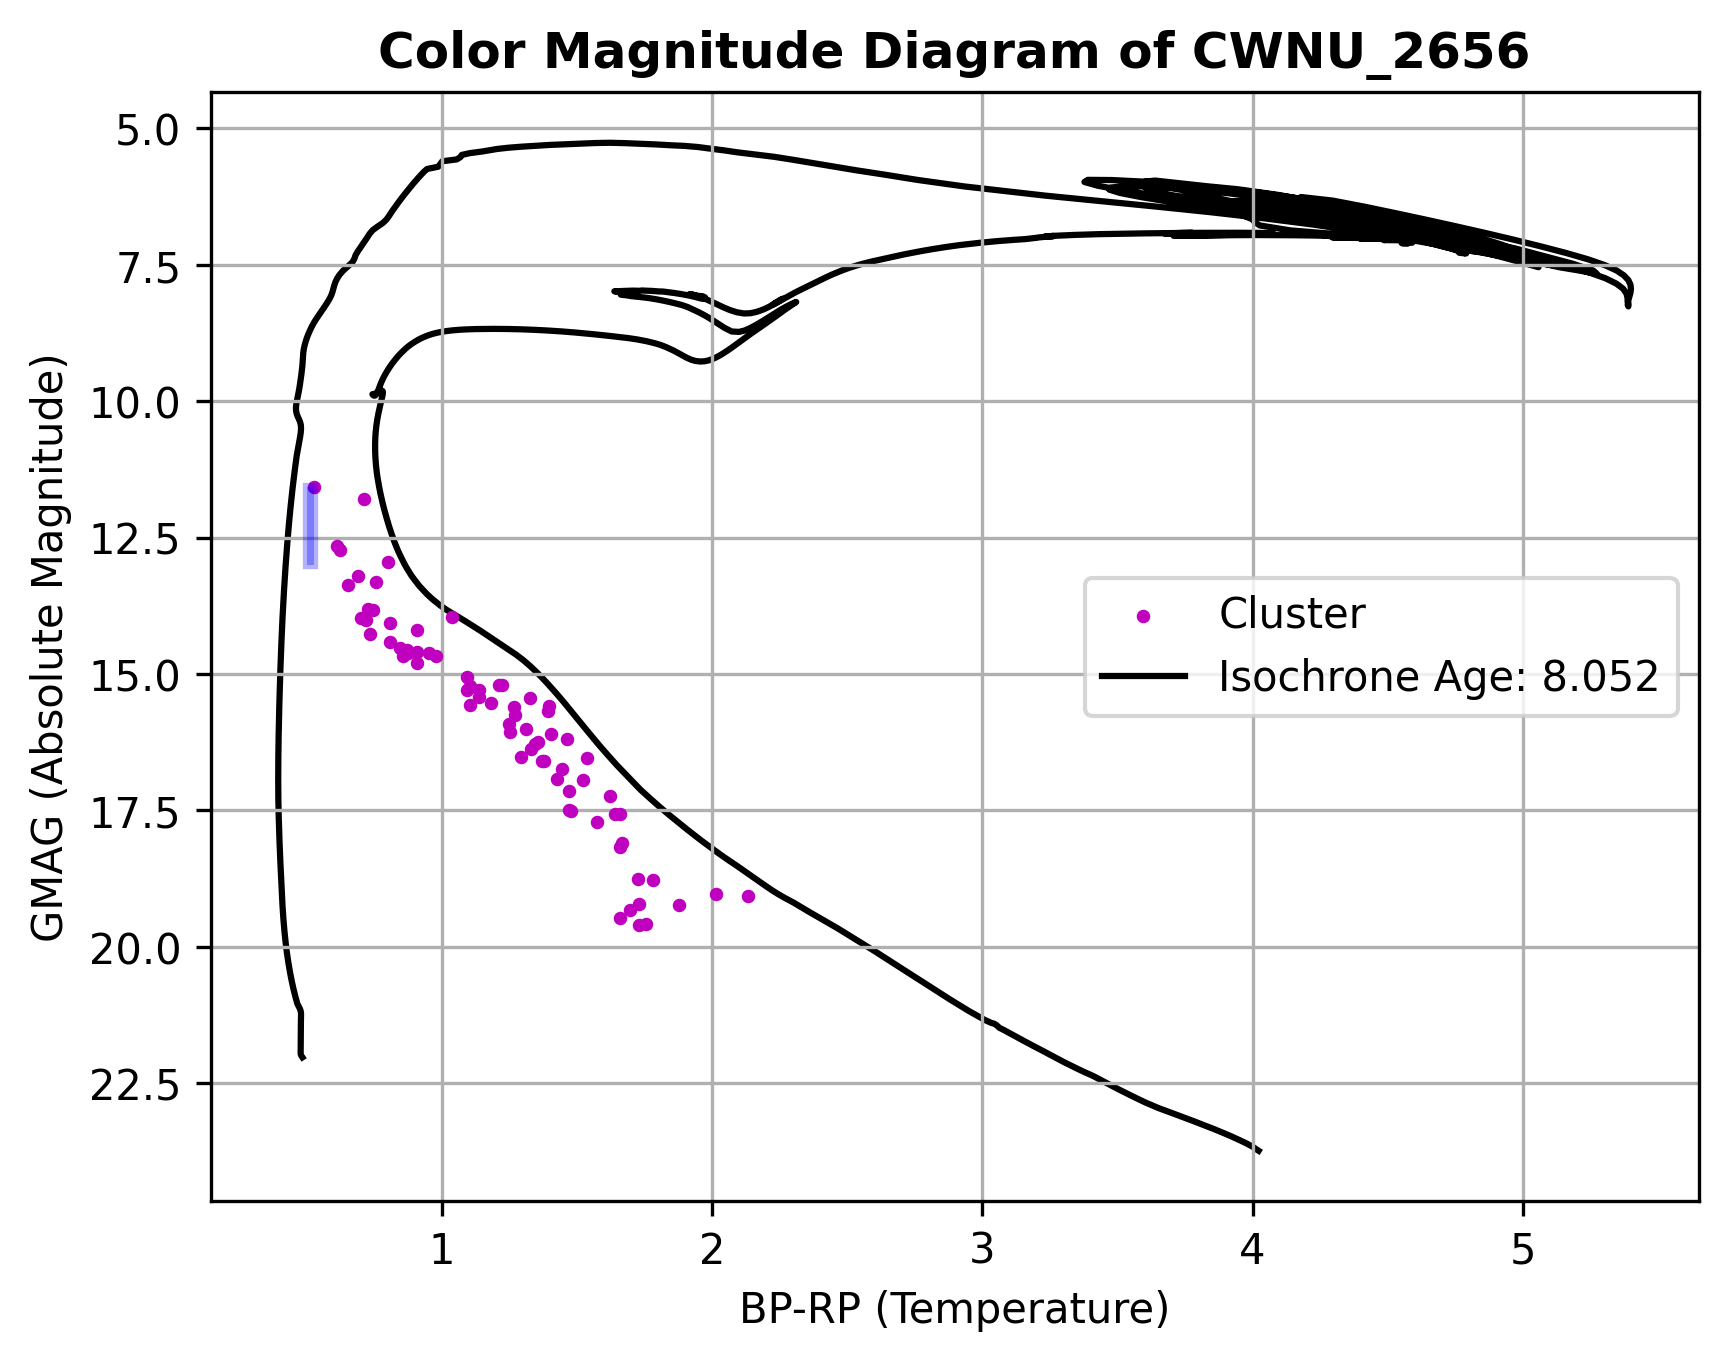 Color Magnitude Diagram of CWNU_2656
GMAG (Absolute Magnitude)
5.0
7.5
10.0
12.5
15.0
17.5
20.0
22.5
Cluster
Isochrone Age: 8.052
1 2 3 4 5
BP-RP (Temperature)